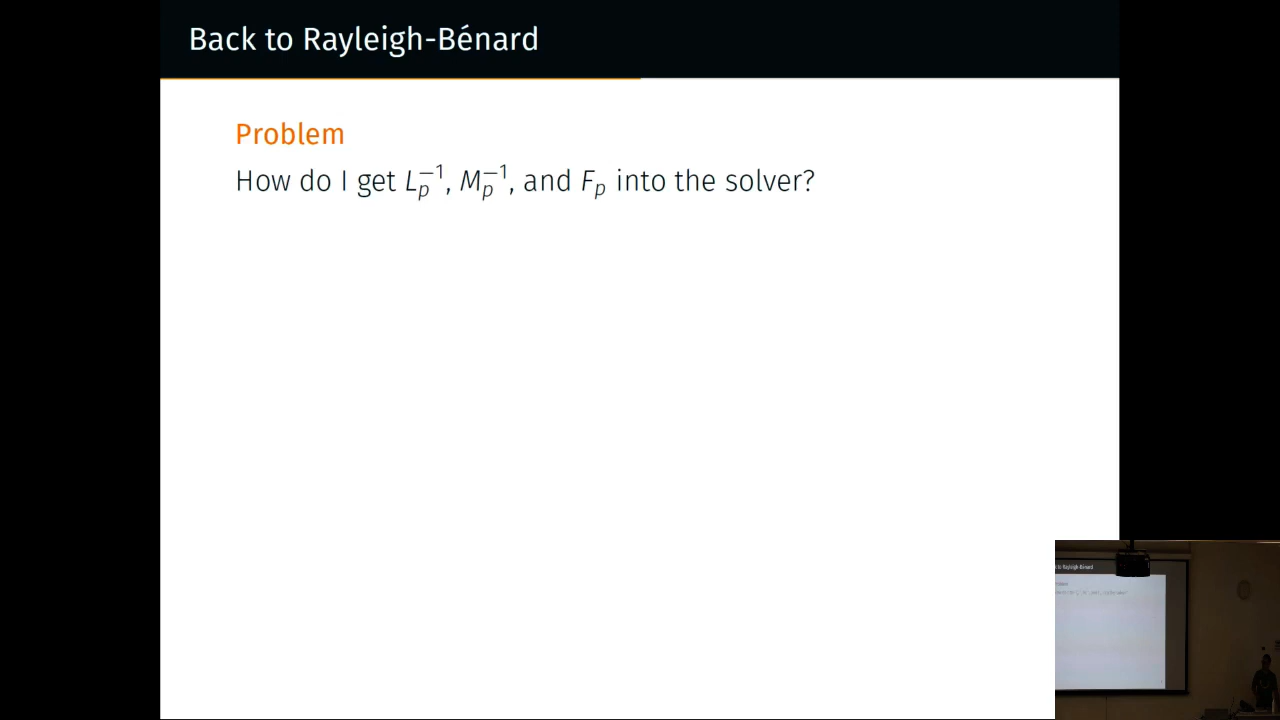 Back to Rayleigh-Bénard
Problem
How do I get $L_p^{-1}$, $M_p^{-1}$, and $F_p$ into the solver?